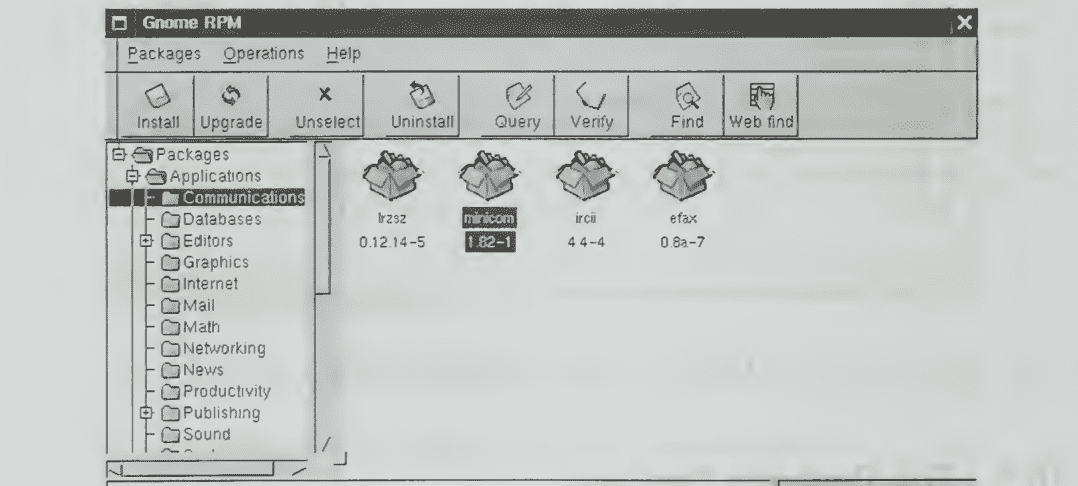 Gnome RPM
Packages Operations Help
Install Upgrade Unselect Uninstall Query Verify Find Web find
Packages
Applications
Communications
Databases
Editors
Graphics
Internet
Mail
Math
Networking
News
Productivity
Publishing
Sound
lrzsz minicom ircii efax
0.12.14-5 1.82-1 4.4-4 0.8a-7